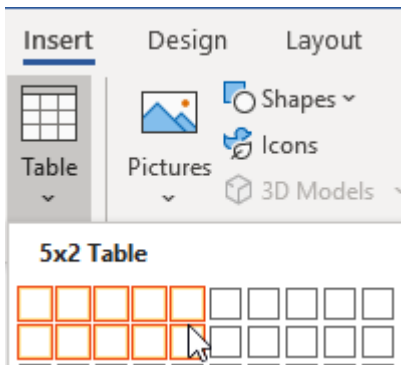 Insert Design Layout
Table
Pictures
Shapes
Icons
3D Models
5x2 Table